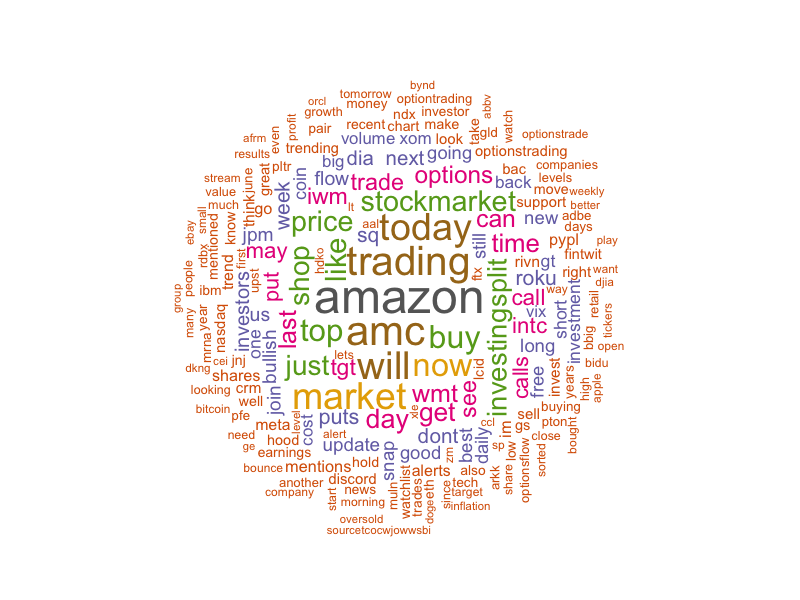 bynd
orcl tomorrow money optiontrading abbv
growth ndx investor take watch
profit pair recent chart make gld
afrm even trending volume xom look optionstrade
results big dia next going optionstrading companies
stream pltr coin flow trade options bac levels
value great june week iwm lt stockmarket back move weekly
much think go price aal today can support better
small know jpm like sq trading still new adbe days
ebay mentioned may shop hdko amazon time pypl play
rdbx trend investors put ftx rivn gt fintwit
people ibm first last top amc buy roku right want
group upst us call way djia
many year one vix investment retail tickers
mrna nasdaq bullish just lets will now intc short bbig open
dkng cei jnj tgt lcid investing split long bidu
looking shares join market wmt see calls free invest years high apple
bitcoin crm well puts day xle get buying
pfe meta cost level dont ccl im sell pton bought
need hood update snap good best daily sp gs close
ge earnings alert zm low sorted
bounce mentions hold muln watchlist alerts also arkk share optionsflow
another discord trades since tech
company start news doge eth target
morning inflation
oversold
sourcetcocwjowwsbi